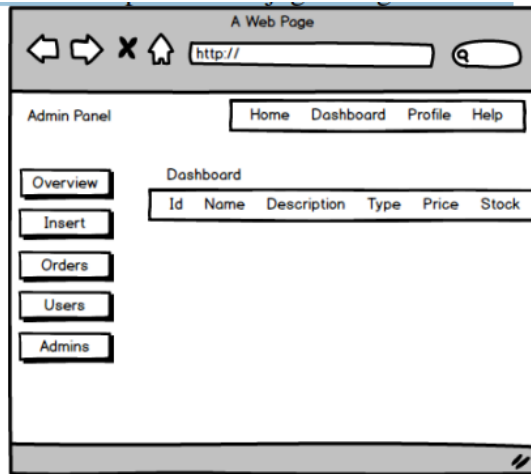 A Web Page
http://
Admin Panel
Home Dashboard Profile Help
Overview
Insert
Orders
Users
Admins
Dashboard
Id Name Description Type Price Stock